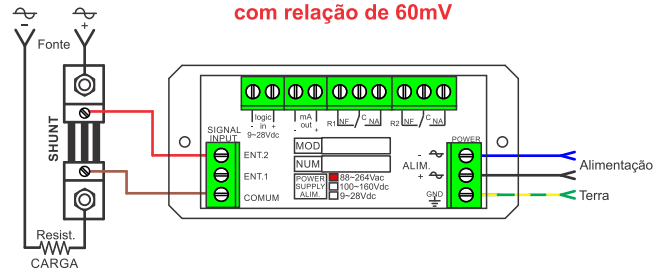 com relação de 60mV
- +
Fonte
SHUNT
Resist.
CARGA
logic
in
- +
9~28Vdc
mA
out
- +
R1 NF C NA
R2 NF C NA
SIGNAL
INPUT
ENT.2
ENT.1
COMUM
MOD
NUM
POWER
SUPPLY
ALIM.
88~264Vac
100~160Vdc
9~28Vdc
POWER
-
ALIM.
+
GND
Alimentação
Terra